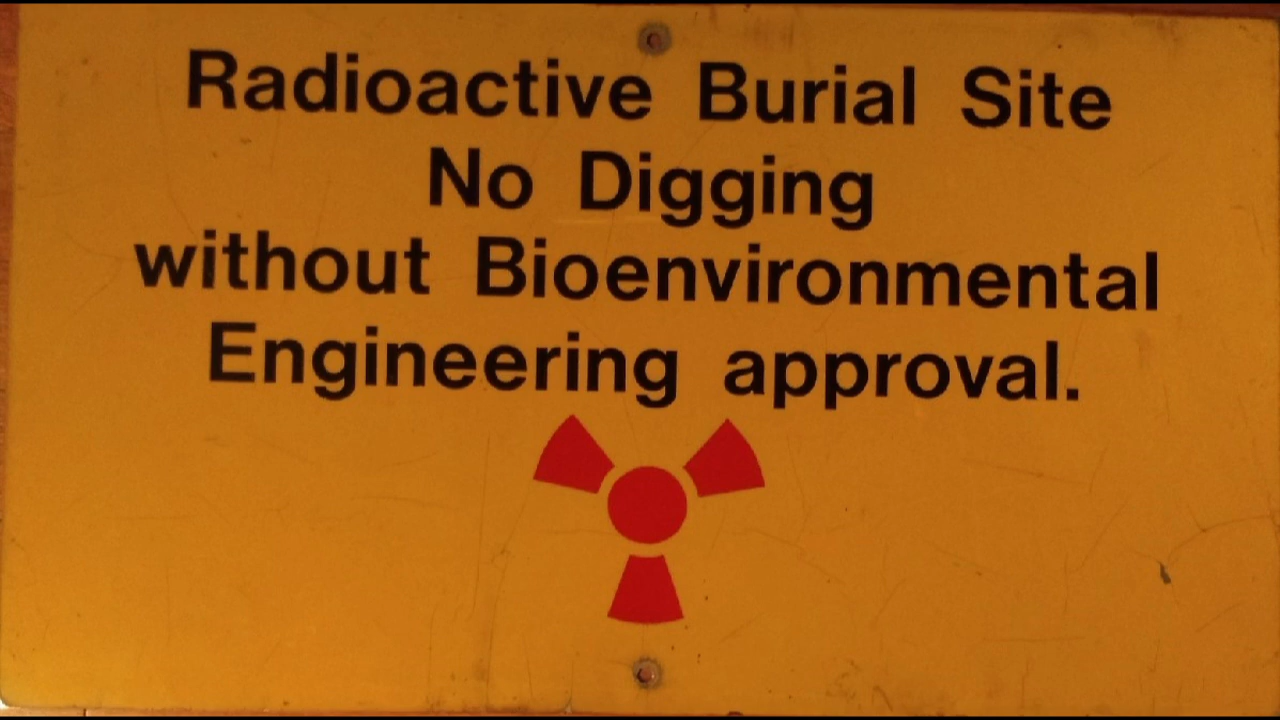 Radioactive Burial Site
No Digging
without Bioenvironmental
Engineering approval.